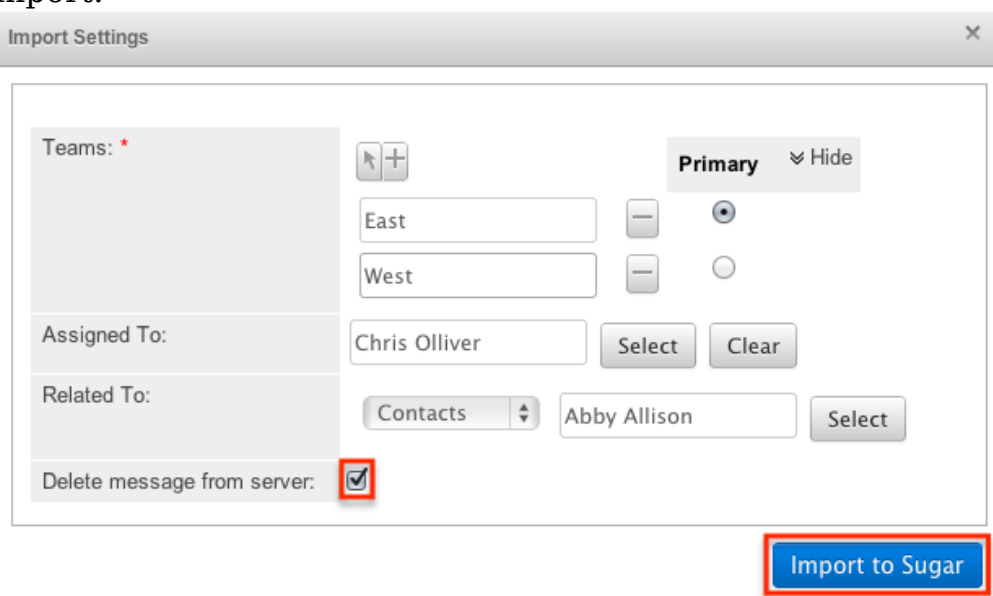 import.
Import Settings
Teams: *
Primary
Hide
East
West
Assigned To:
Chris Olliver
Select
Clear
Related To:
Contacts
Abby Allison
Select
Delete message from server:
Import to Sugar